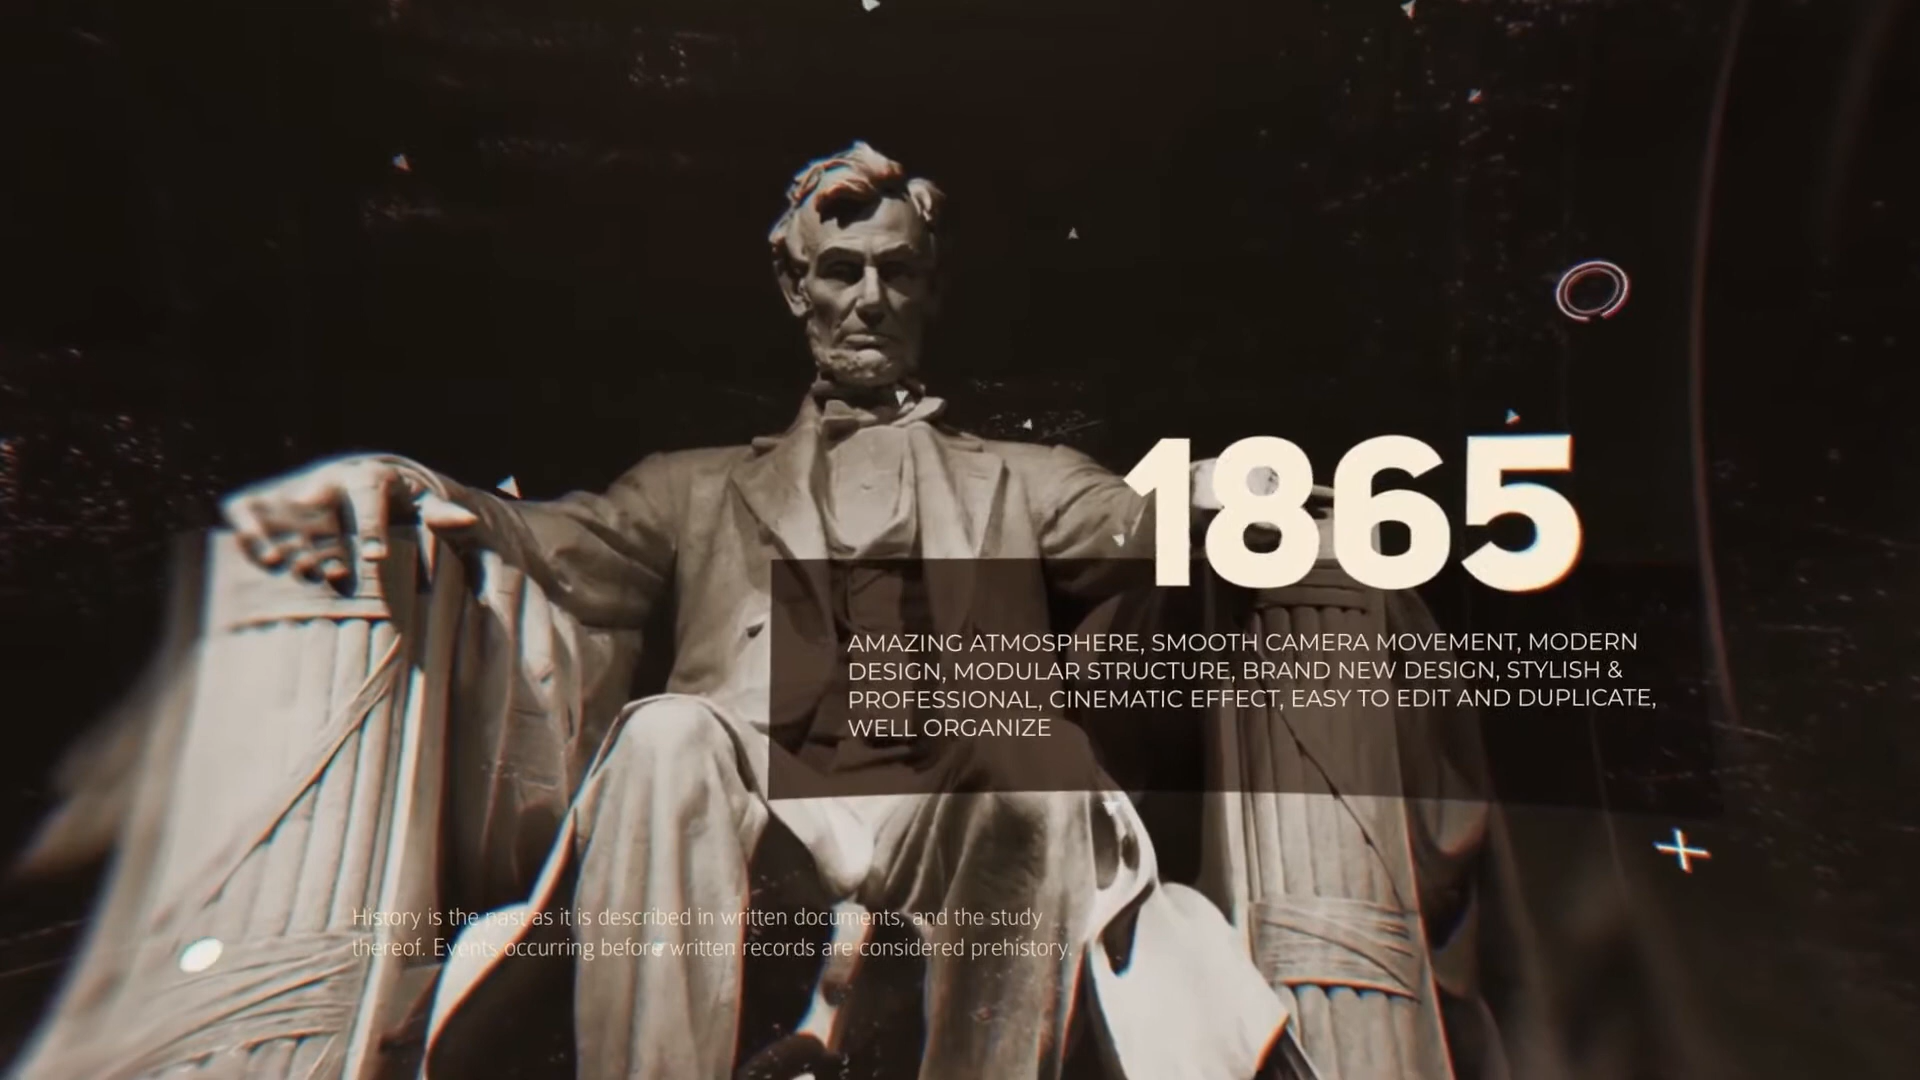 1865
AMAZING ATMOSPHERE, SMOOTH CAMERA MOVEMENT, MODERN
DESIGN, MODULAR STRUCTURE, BRAND NEW DESIGN, STYLISH &
PROFESSIONAL, CINEMATIC EFFECT, EASY TO EDIT AND DUPLICATE,
WELL ORGANIZE
History is the past as it is described in written documents, and the study
thereof. Events occurring before written records are considered prehistory.